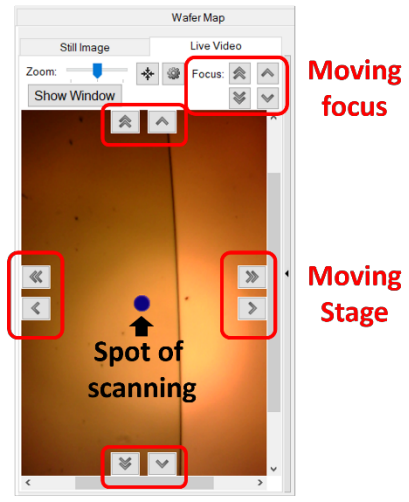 Wafer Map
Still Image
Live Video
Zoom:
Focus:
Show Window
Moving
focus
Moving
Stage
Spot of
scanning